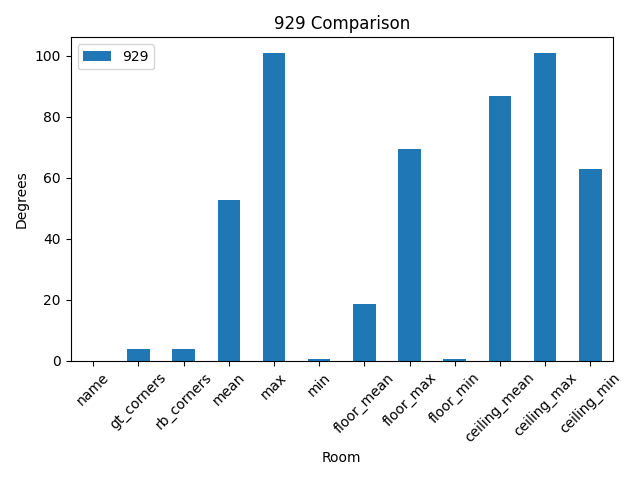 929 Comparison
929
Degrees
100
80
60
40
20
0
name
gt_corners
rb_corners
mean
max
min
floor_mean
floor_max
floor_min
ceiling_mean
ceiling_max
ceiling_min
Room